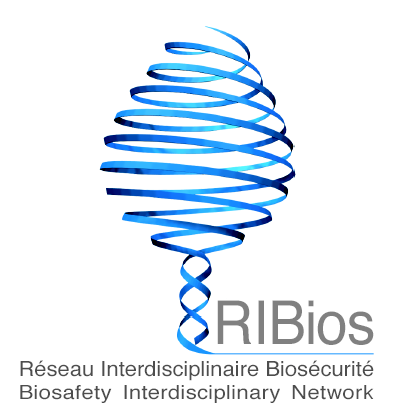 RIBios
Réseau Interdisciplinaire Biosécurité
Biosafety Interdisciplinary Network